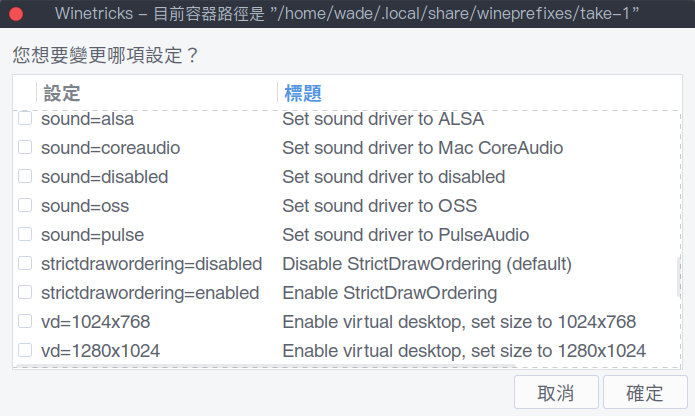 Winetricks - 目前容器路徑是 "/home/wade/.local/share/wineprefixes/take-1"
您想要變更哪項設定？
設定 標題
sound=alsa Set sound driver to ALSA
sound=coreaudio Set sound driver to Mac CoreAudio
sound=disabled Set sound driver to disabled
sound=oss Set sound driver to OSS
sound=pulse Set sound driver to PulseAudio
strictdrawordering=disabled Disable StrictDrawOrdering (default)
strictdrawordering=enabled Enable StrictDrawOrdering
vd=1024x768 Enable virtual desktop, set size to 1024x768
vd=1280x1024 Enable virtual desktop, set size to 1280x1024
取消 確定